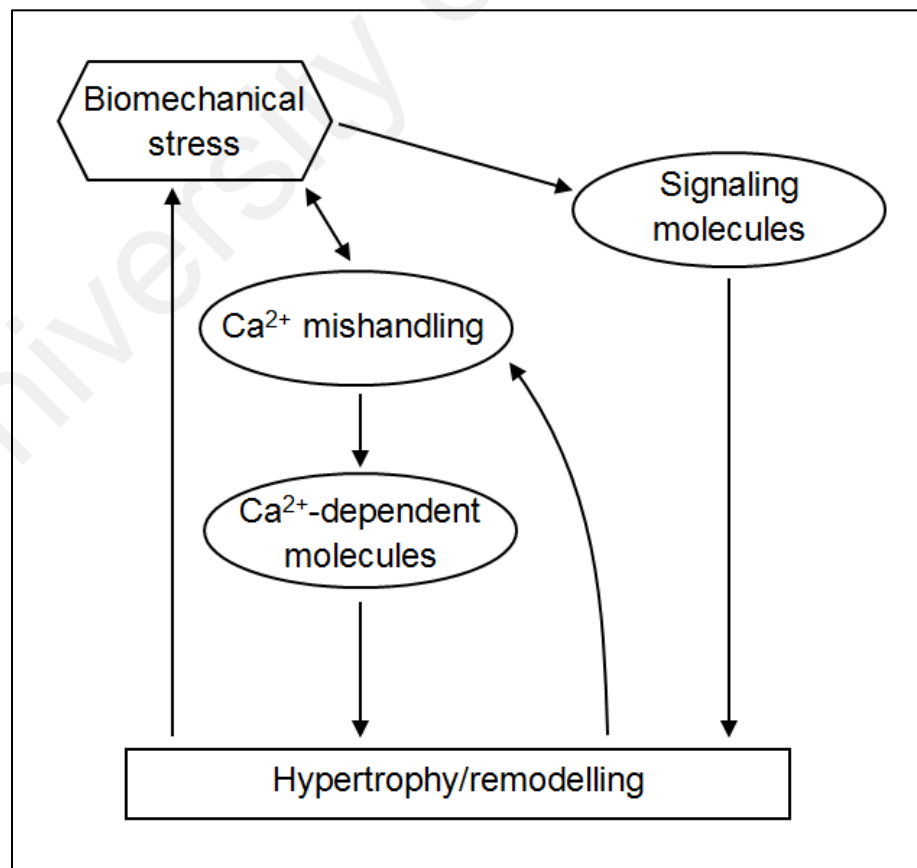 Biomechanical
stress
Signaling
molecules
Ca²⁺ mishandling
Ca²⁺-dependent
molecules
Hypertrophy/remodelling